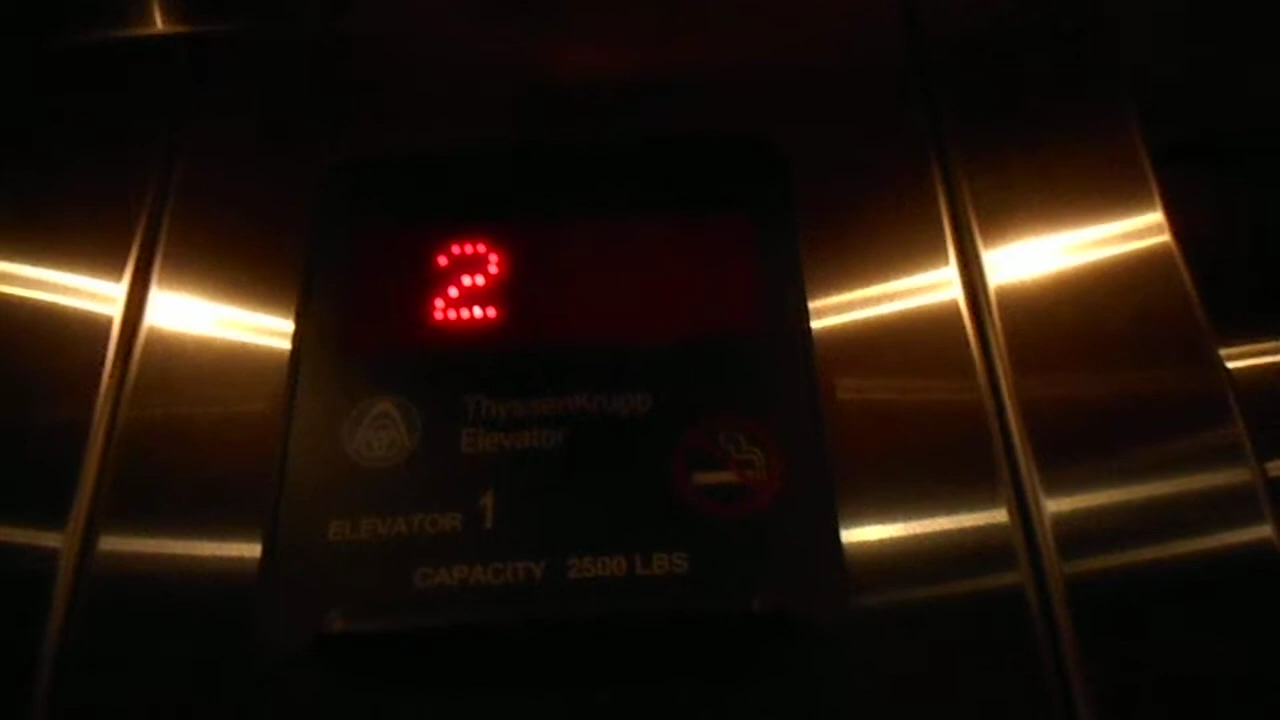 2
ThyssenKrupp
Elevator
ELEVATOR 1
CAPACITY 2500 LBS